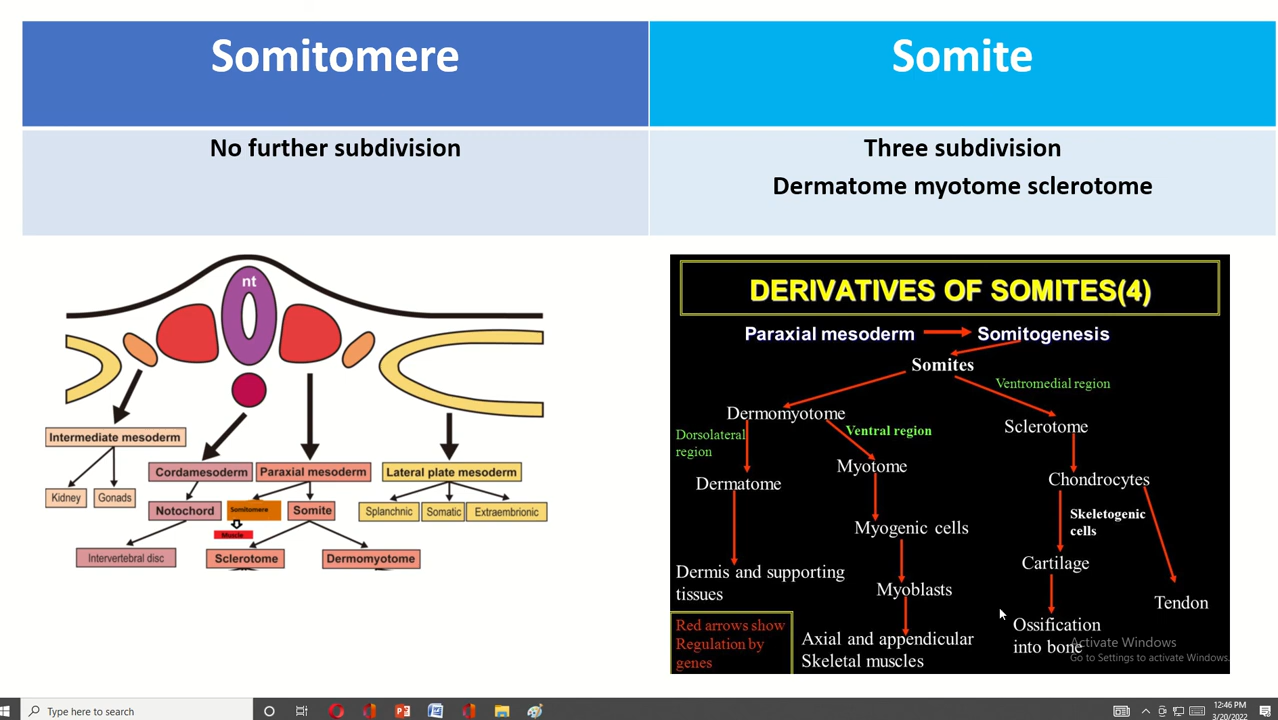 Somitomere
Somite
No further subdivision
Three subdivision
Dermatome myotome sclerotome
nt
Intermediate mesoderm
Kidney
Gonads
Cordamesoderm
Paraxial mesoderm
Lateral plate mesoderm
Notochord
Somitomere
Somite
Splanchnic
Somatic
Extraembrionic
Muscle
Intervertebral disc
Sclerotome
Dermomyotome
DERIVATIVES OF SOMITES(4)
Paraxial mesoderm
Somitogenesis
Somites
Ventromedial region
Dermomyotome
Sclerotome
Dorsolateral
region
Ventral region
Myotome
Dermatome
Chondrocytes
Myogenic cells
Skeletogenic
cells
Cartilage
Dermis and supporting
tissues
Myoblasts
Tendon
Red arrows show
Regulation by
genes
Axial and appendicular
Skeletal muscles
Ossification
into bone
Activate Windows
Go to Settings to activate Windows.
Type here to search
12:46 PM
3/20/2022